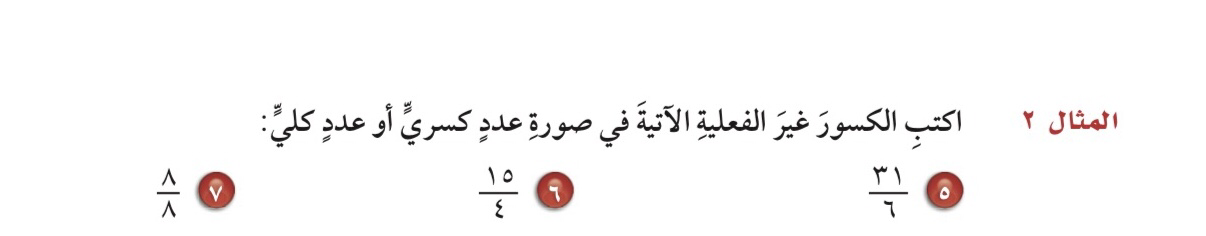 المثال ٢ اكتبِ الكسورَ غيرَ الفعليةِ الآتيةَ في صورةِ عددٍ كسريٍّ أو عددٍ كليٍّ:
٥ ٣١/٦ ٦ ١٥/٤ ٧ ٨/٨